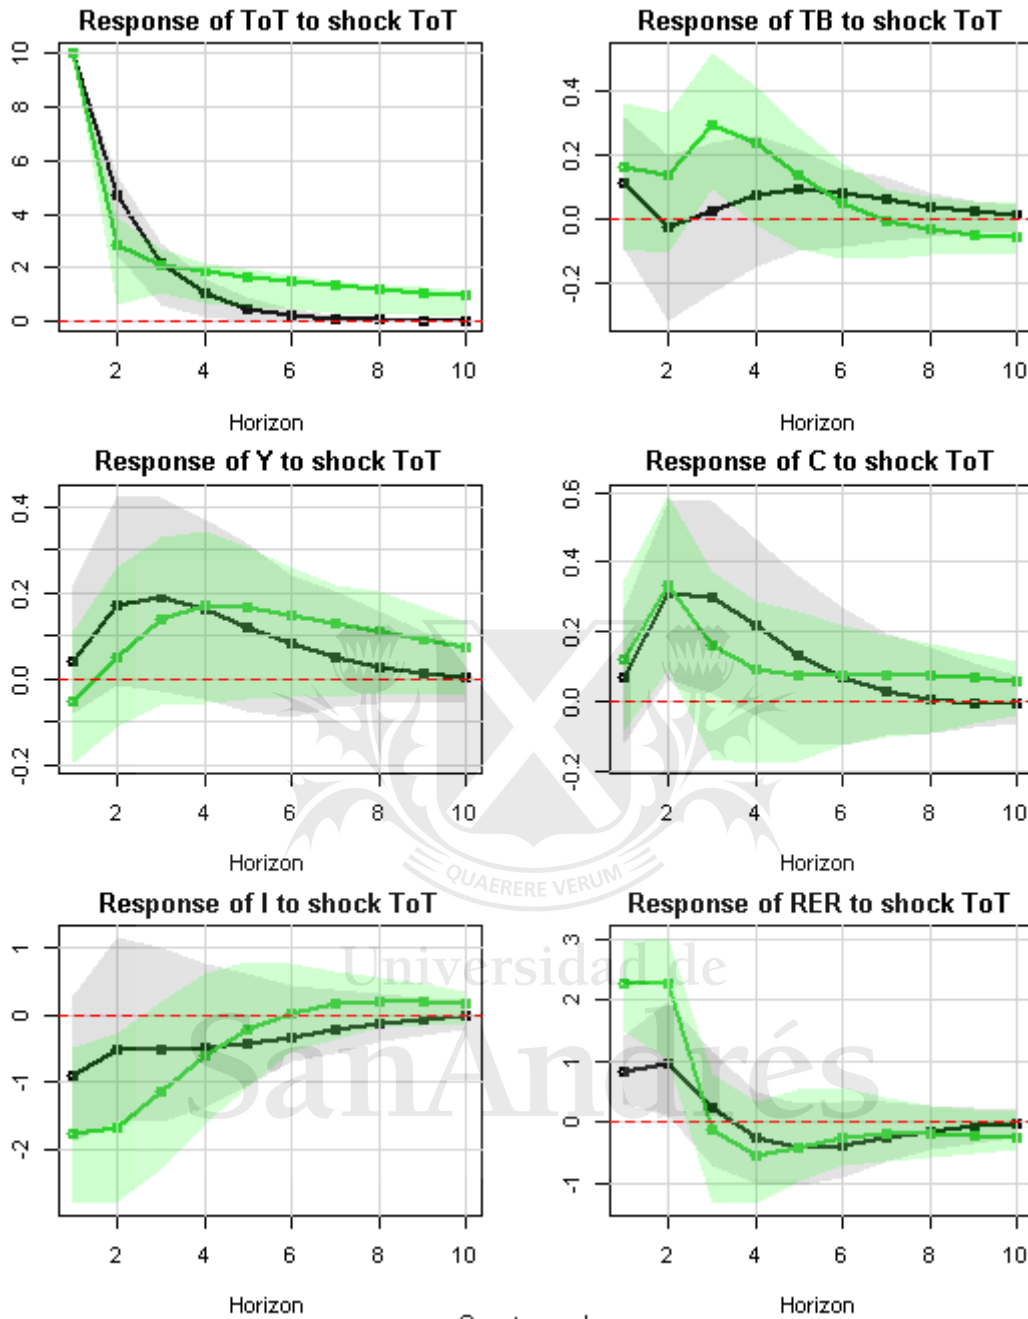 Response of ToT to shock ToT
Response of TB to shock ToT
10
8
6
4
2
0
0.4
0.2
0.0
-0.2
2 4 6 8 10
2 4 6 8 10
Horizon
Horizon
Response of Y to shock ToT
Response of C to shock ToT
0.4
0.2
0.0
-0.2
0.6
0.4
0.2
0.0
-0.2
2 4 6 8 10
2 4 6 8 10
Horizon
Horizon
QUAERERE VERUM
Response of I to shock ToT
Response of RER to shock ToT
1
0
-1
-2
3
2
1
0
-1
Universidad de
SanAndrés
2 4 6 8 10
2 4 6 8 10
Horizon
Horizon